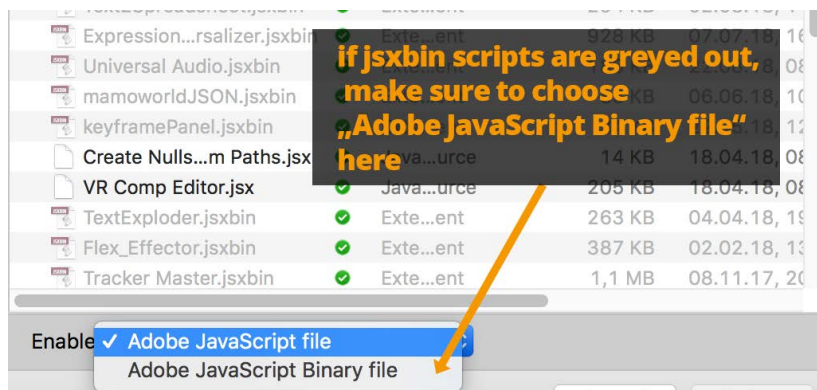 Expression...rsalizer.jsxbin 928 KB 07.07.18, 16
if jsxbin scripts are greyed out,
Universal Audio.jsxbin
make sure to choose
mamoworldJSON.jsxbin 06.06.18, 10
„Adobe JavaScript Binary file“
keyframePanel.jsxbin
here
Create Nulls...m Paths.jsx 14 KB 18.04.18, 08
VR Comp Editor.jsx Java...urce 205 KB 18.04.18, 08
TextExploder.jsxbin Exte...ent 263 KB 04.04.18, 19
Flex_Effector.jsxbin Exte...ent 387 KB 02.02.18, 13
Tracker Master.jsxbin Exte...ent 1,1 MB 08.11.17, 20
Enable
Adobe JavaScript file
Adobe JavaScript Binary file